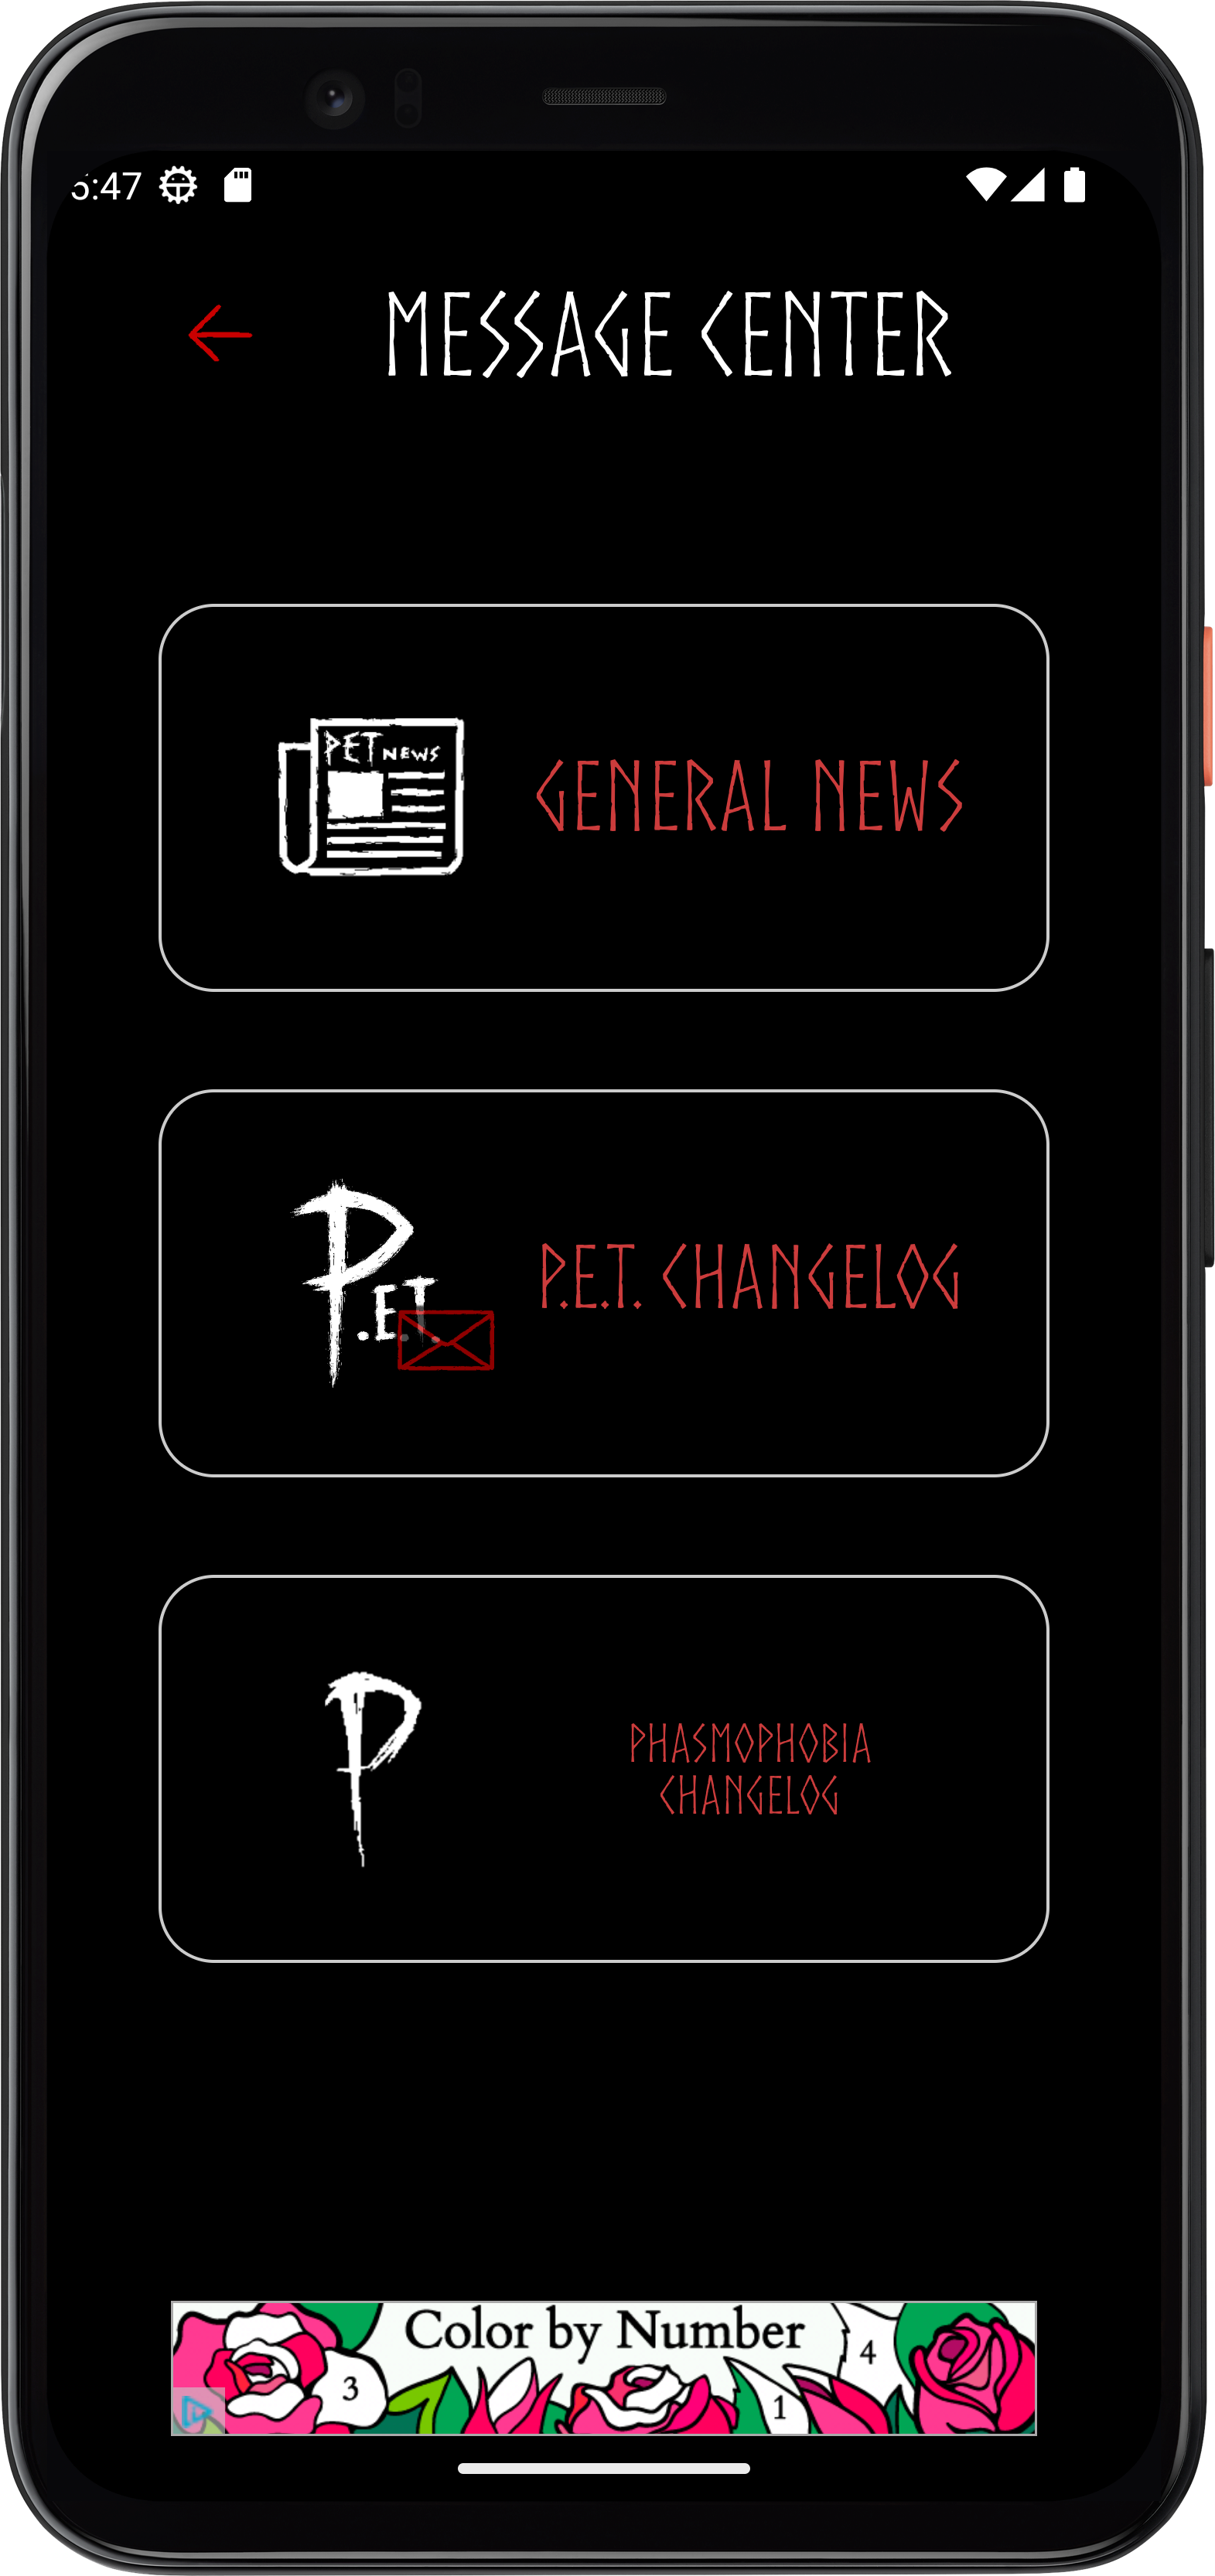 5:47
MESSAGE CENTER
PET NEWS
GENERAL NEWS
P.E.T.
P.E.T. CHANGELOG
P
PHASMOPHOBIA
CHANGELOG
Color by Number
3
4
1